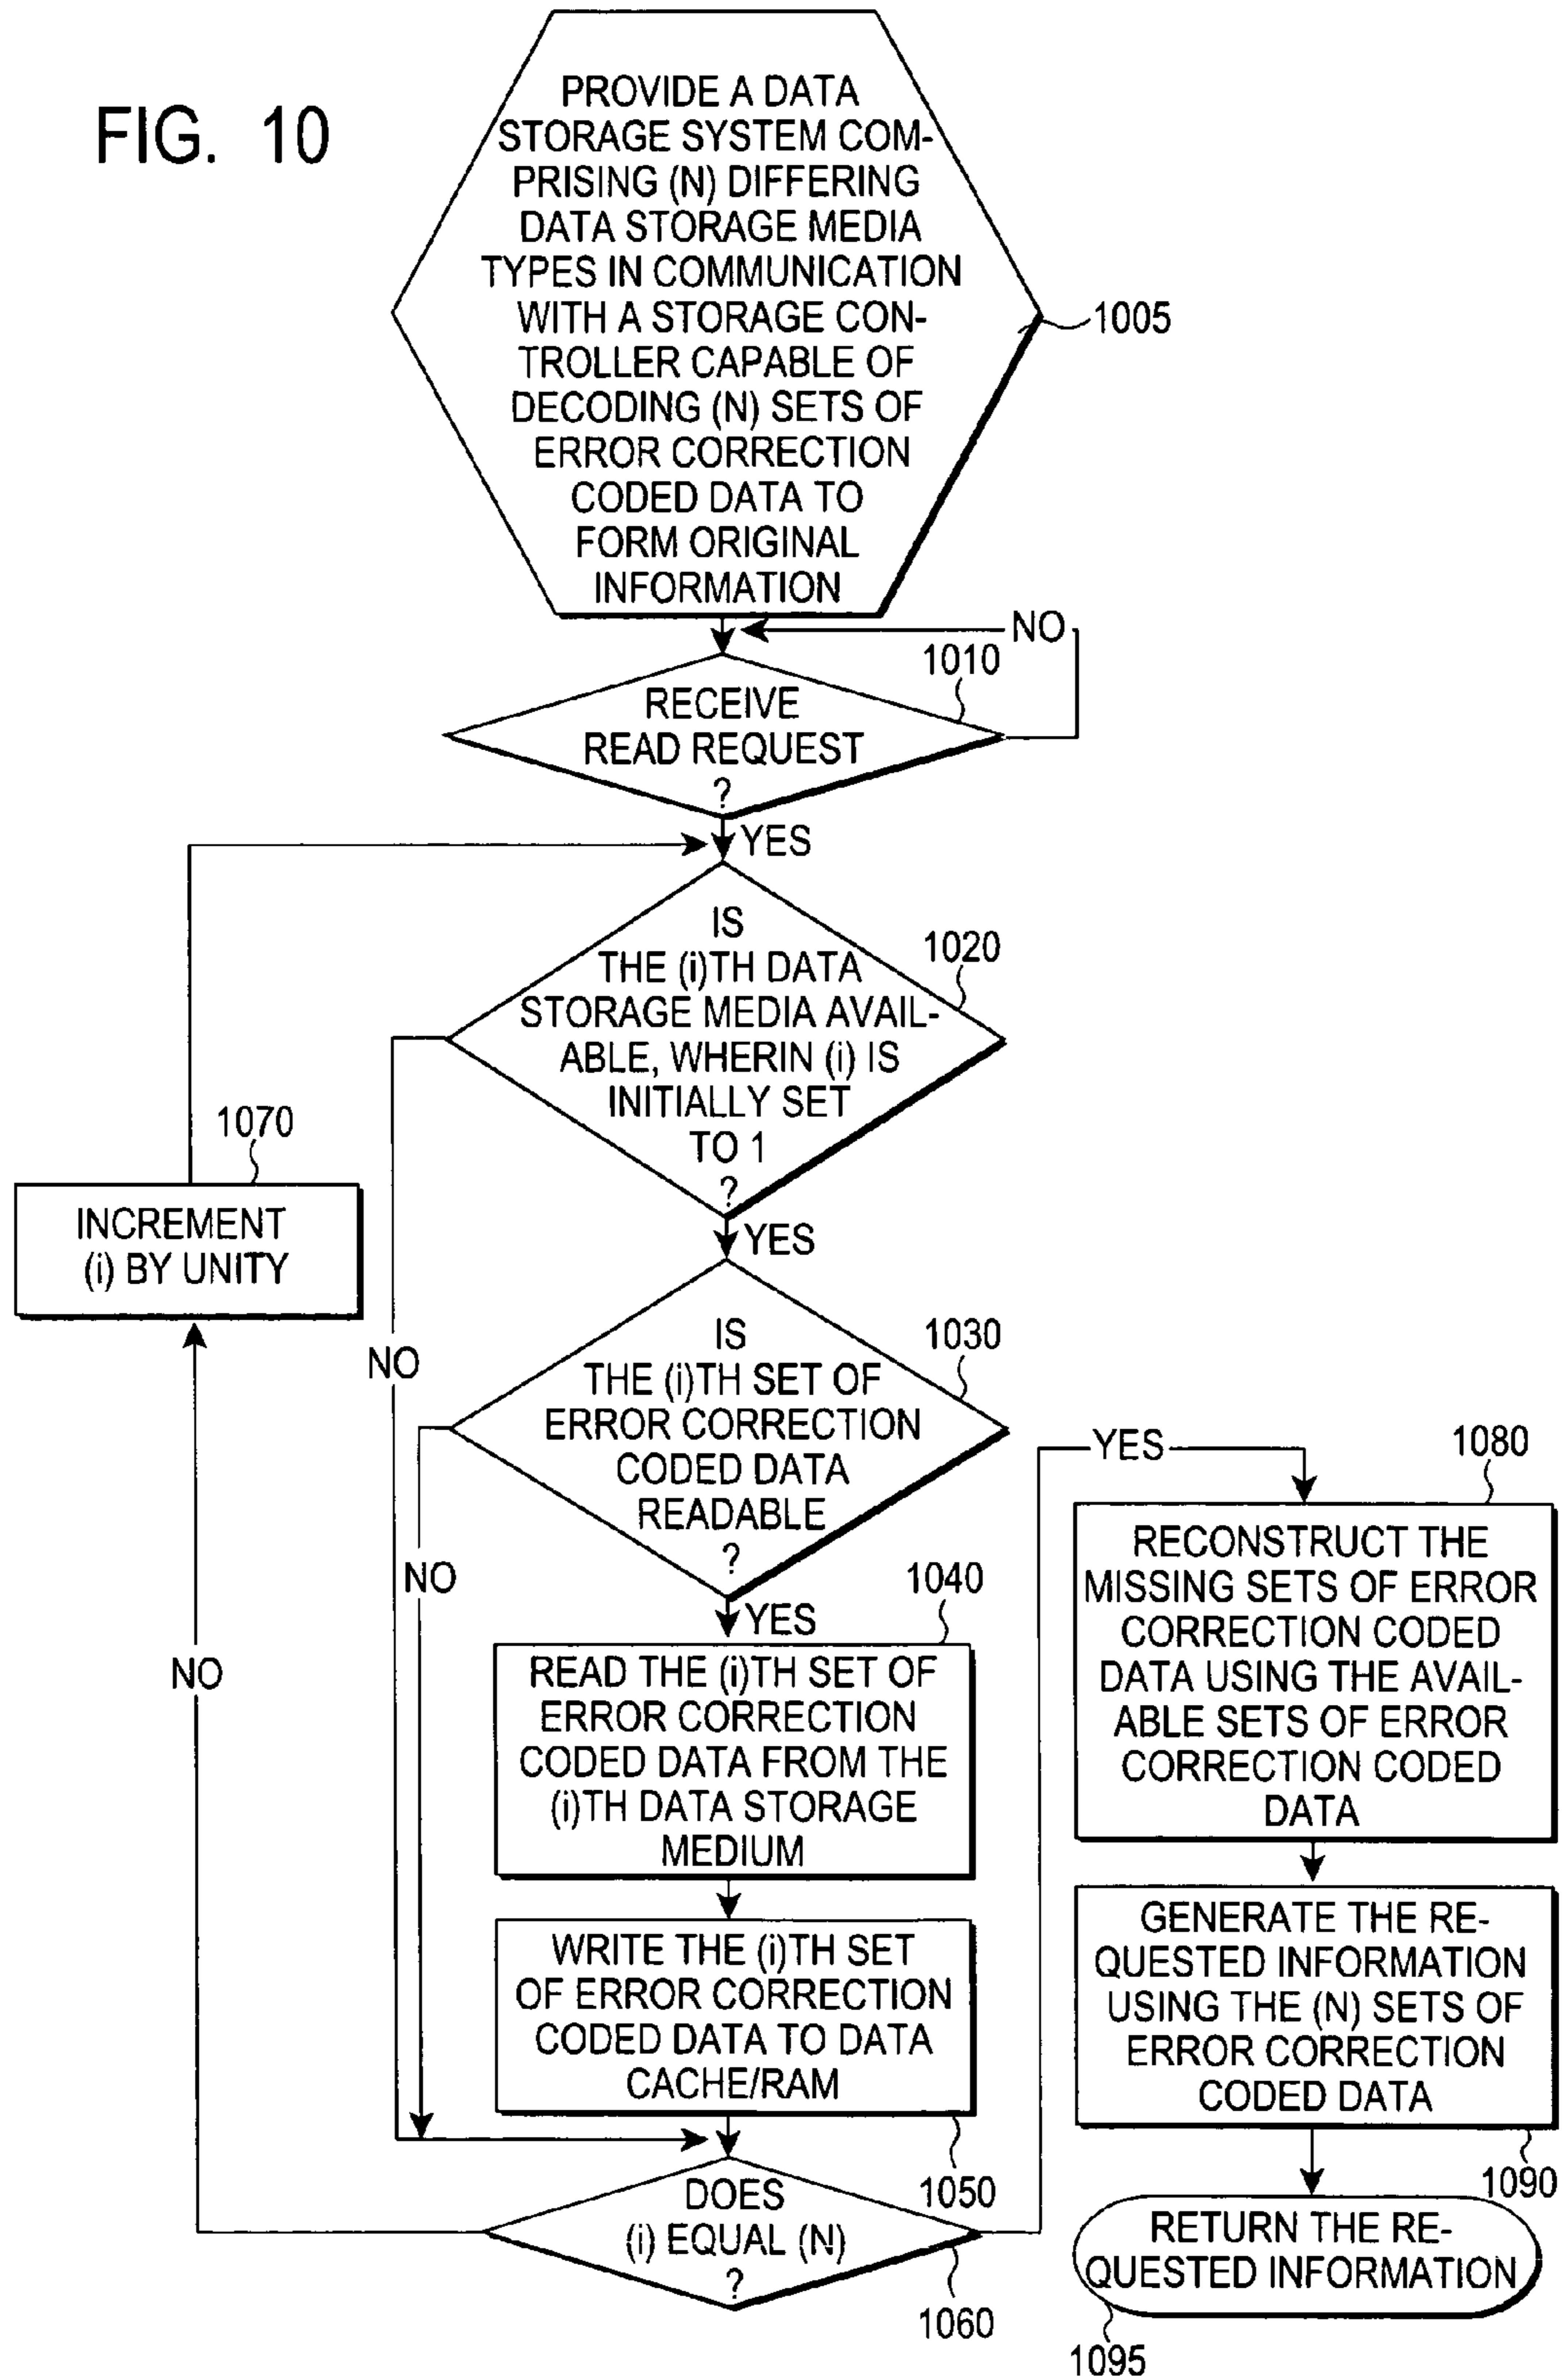 FIG. 10
PROVIDE A DATA
STORAGE SYSTEM COM-
PRISING (N) DIFFERING
DATA STORAGE MEDIA
TYPES IN COMMUNICATION
WITH A STORAGE CON-
TROLLER CAPABLE OF
DECODING (N) SETS OF
ERROR CORRECTION
CODED DATA TO
FORM ORIGINAL
INFORMATION
1005
NO
1010
RECEIVE
READ REQUEST
?
YES
IS
THE (i)TH DATA
STORAGE MEDIA AVAIL-
ABLE, WHERIN (i) IS
INITIALLY SET
TO 1
?
1020
1070
INCREMENT
(i) BY UNITY
YES
NO
IS
THE (i)TH SET OF
ERROR CORRECTION
CODED DATA
READABLE
?
1030
NO
YES
NO
1040
READ THE (i)TH SET OF
ERROR CORRECTION
CODED DATA FROM THE
(i)TH DATA STORAGE
MEDIUM
WRITE THE (i)TH SET
OF ERROR CORRECTION
CODED DATA TO DATA
CACHE/RAM
1050
DOES
(i) EQUAL (N)
?
1060
YES
1080
RECONSTRUCT THE
MISSING SETS OF ERROR
CORRECTION CODED
DATA USING THE AVAIL-
ABLE SETS OF ERROR
CORRECTION CODED
DATA
GENERATE THE RE-
QUESTED INFORMATION
USING THE (N) SETS OF
ERROR CORRECTION
CODED DATA
1090
RETURN THE RE-
QUESTED INFORMATION
1095